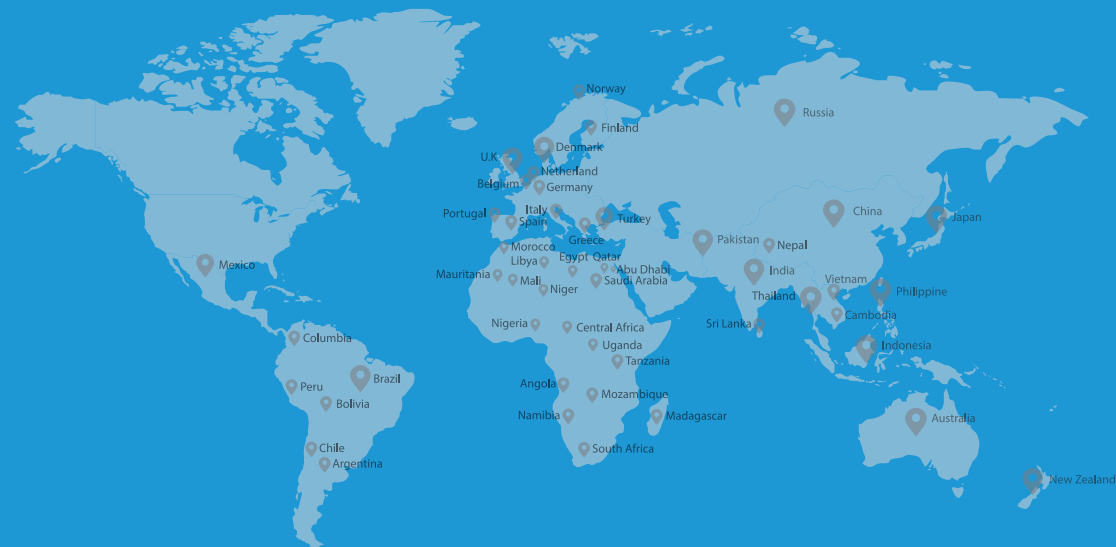 Norway
Russia
Finland
Denmark
U.K
Netherland
Belgium
Germany
Portugal
Italy
Spain
Turkey
China
Japan
Greece
Pakistan
Nepal
Morocco
Libya
Egypt
Qatar
Mexico
Mauritania
Mali
Abu Dhabi
Saudi Arabia
India
Vietnam
Niger
Thailand
Philippine
Cambodia
Nigeria
Central Africa
Sri Lanka
Columbia
Uganda
Indonesia
Tanzania
Brazil
Peru
Angola
Mozambique
Bolivia
Namibia
Madagascar
Australia
Chile
South Africa
Argentina
New Zealand